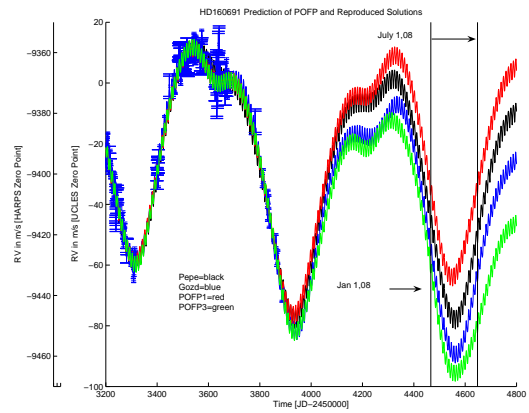 HD160691 Prediction of POFP and Reproduced Solutions
July 1,08
Jan 1,08
Pepe=black
Gozd=blue
POFP1=red
POFP3=green
RV in m/s [HARPS Zero Point]
−9360
−9380
−9400
−9420
−9440
−9460
RV in m/s [UCLES Zero Point]
20
0
−20
−40
−60
−80
−100
3200 3400 3600 3800 4000 4200 4400 4600 4800
Time [JD−2450000]